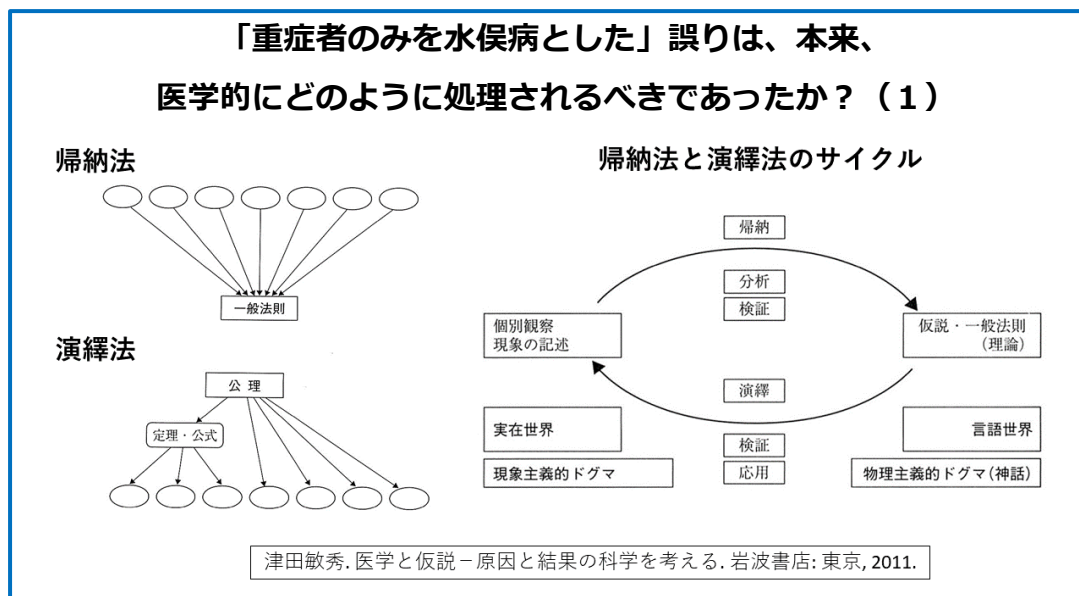 「重症者のみを水俣病とした」誤りは、本来、
医学的にどのように処理されるべきであったか？（１）
帰納法
一般法則
演繹法
公 理
定理・公式
帰納法と演繹法のサイクル
帰納
分析
検証
個別観察
現象の記述
仮説・一般法則
（理論）
演繹
検証
応用
実在世界
言語世界
現象主義的ドグマ
物理主義的ドグマ（神話）
津田敏秀. 医学と仮説－原因と結果の科学を考える. 岩波書店: 東京, 2011.